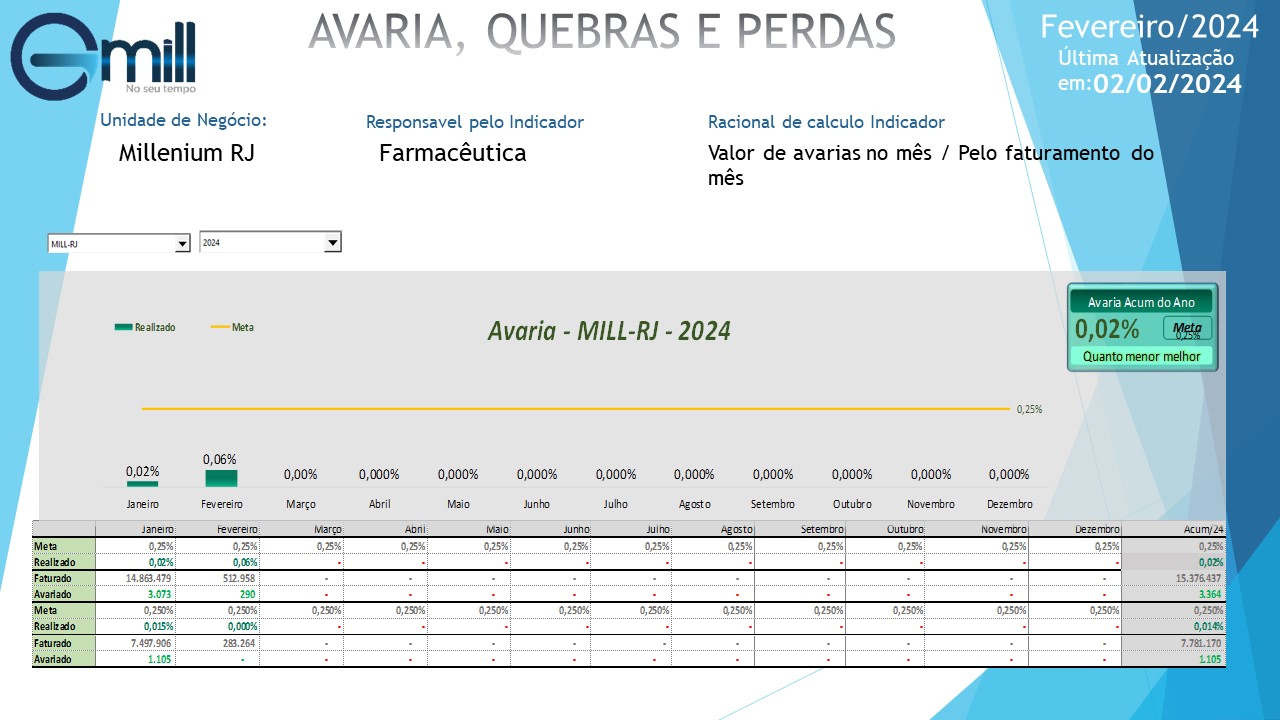 mill
No seu tempo
AVARIA, QUEBRAS E PERDAS
Fevereiro/2024
Última Atualização
em:02/02/2024
Unidade de Negócio:
Millenium RJ
Responsavel pelo Indicador
Farmacêutica
Racional de calculo Indicador
Valor de avarias no mês / Pelo faturamento do
mês
MILL-RJ
2024
Realizado Meta
Avaria - MILL-RJ - 2024
Avaria Acum do Ano
0,02% Meta
0,25%
Quanto menor melhor
0,25%
0,02% 0,06% 0,00% 0,000% 0,000% 0,000% 0,000% 0,000% 0,000% 0,000% 0,000% 0,000%
Janeiro Fevereiro Março Abril Maio Junho Julho Agosto Setembro Outubro Novembro Dezembro
Janeiro Fevereiro Março Abril Maio Junho Julho Agosto Setembro Outubro Novembro Dezembro Acum/24
Meta 0,25% 0,25% 0,25% 0,25% 0,25% 0,25% 0,25% 0,25% 0,25% 0,25% 0,25% 0,25% 0,25%
Realizado 0,02% 0,06% - - - - - - - - - - 0,02%
Faturado 14.863.479 512.958 - - - - - - - - - - 15.376.437
Avariado 3.073 290 - - - - - - - - - - 3.364
Meta 0,250% 0,250% 0,250% 0,250% 0,250% 0,250% 0,250% 0,250% 0,250% 0,250% 0,250% 0,250% 0,250%
Realizado 0,015% 0,000% - - - - - - - - - - 0,014%
Faturado 7.497.906 283.264 - - - - - - - - - - 7.781.170
Avariado 1.105 - - - - - - - - - - - 1.105